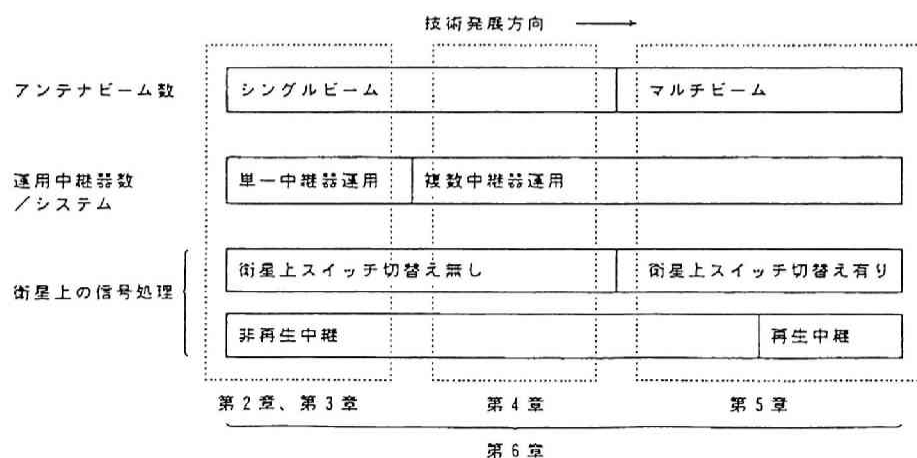 技術発展方向
アンテナビーム数
シングルビーム
マルチビーム
運用中継器数
／システム
単一中継器運用
複数中継器運用
衛星上の信号処理
衛星上スイッチ切替え無し
衛星上スイッチ切替え有り
非再生中継
再生中継
第2章、第3章
第4章
第5章
第6章